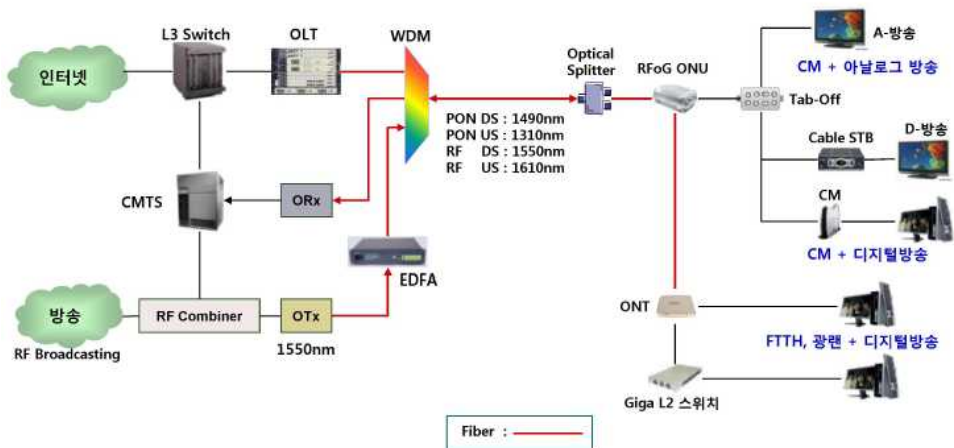 L3 Switch
OLT
WDM
인터넷
Optical
Splitter
RFoG ONU
A-방송
CM + 아날로그 방송
Tab-Off
PON DS : 1490nm
PON US : 1310nm
RF DS : 1550nm
RF US : 1610nm
Cable STB
D-방송
CMTS
ORx
CM
CM + 디지털방송
EDFA
방송
RF Broadcasting
RF Combiner
OTx
1550nm
ONT
FTTH, 광랜 + 디지털방송
Giga L2 스위치
Fiber :